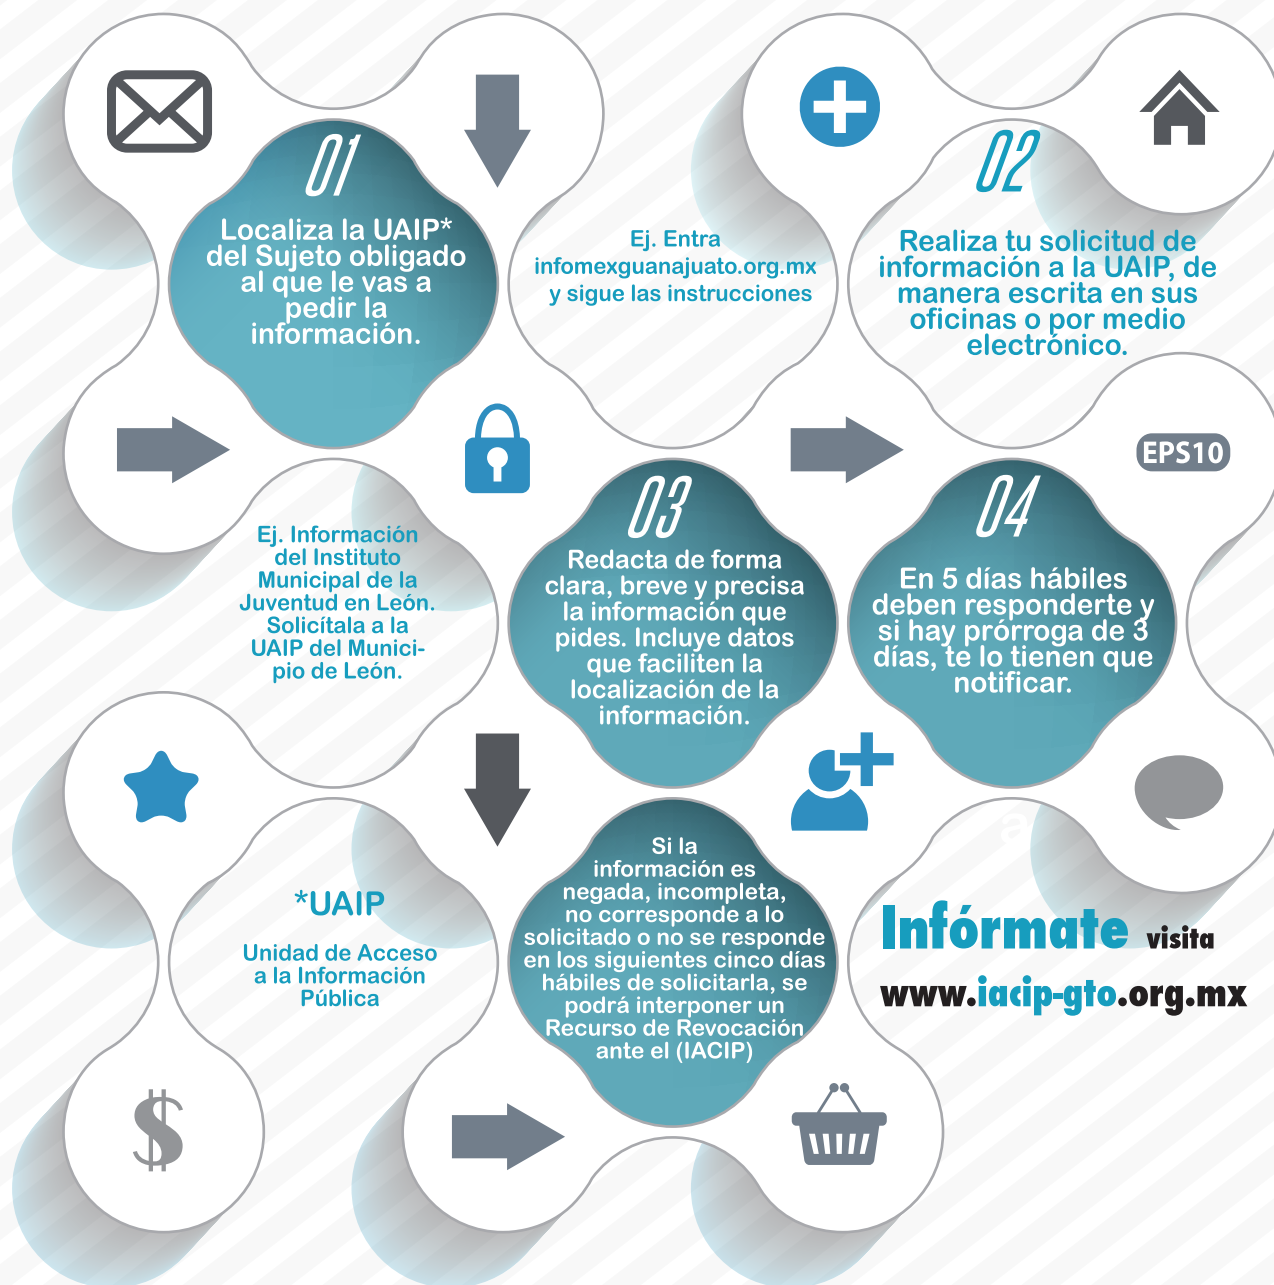 01
Localiza la UAIP*
del Sujeto obligado
al que le vas a
pedir la
información.
Ej. Entra
infomexguanajuato.org.mx
y sigue las instrucciones
02
Realiza tu solicitud de
información a la UAIP, de
manera escrita en sus
oficinas o por medio
electrónico.
EPS10
Ej. Información
del Instituto
Municipal de la
Juventud en León.
Solicítala a la
UAIP del Munici-
pio de León.
03
Redacta de forma
clara, breve y precisa
la información que
pides. Incluye datos
que faciliten la
localización de la
información.
04
En 5 días hábiles
deben responderte y
si hay prórroga de 3
días, te lo tienen que
notificar.
a
*UAIP
Unidad de Acceso
a la Información
Pública
Si la
información es
negada, incompleta,
no corresponde a lo
solicitado o no se responde
en los siguientes cinco días
hábiles de solicitarla, se
podrá interponer un
Recurso de Revocación
ante el (IACIP)
Infórmate visita
www.iacip-gto.org.mx
$